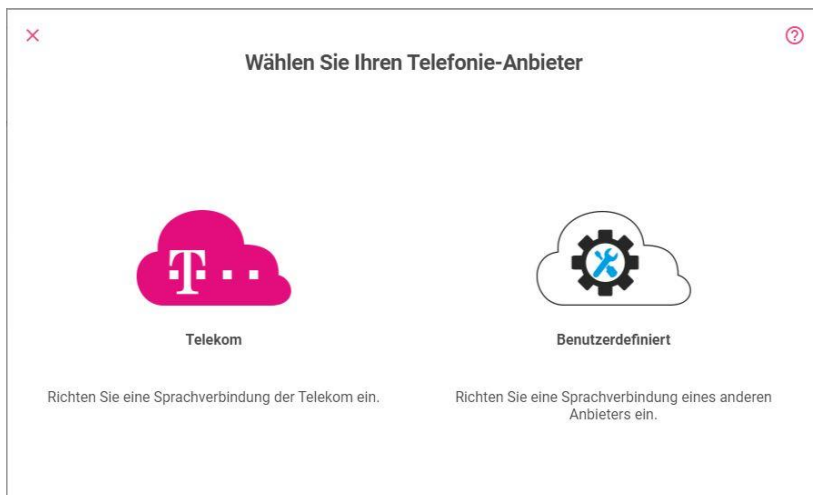 Wählen Sie Ihren Telefonie-Anbieter
T
Telekom
Benutzerdefiniert
Richten Sie eine Sprachverbindung der Telekom ein.
Richten Sie eine Sprachverbindung eines anderen
Anbieters ein.